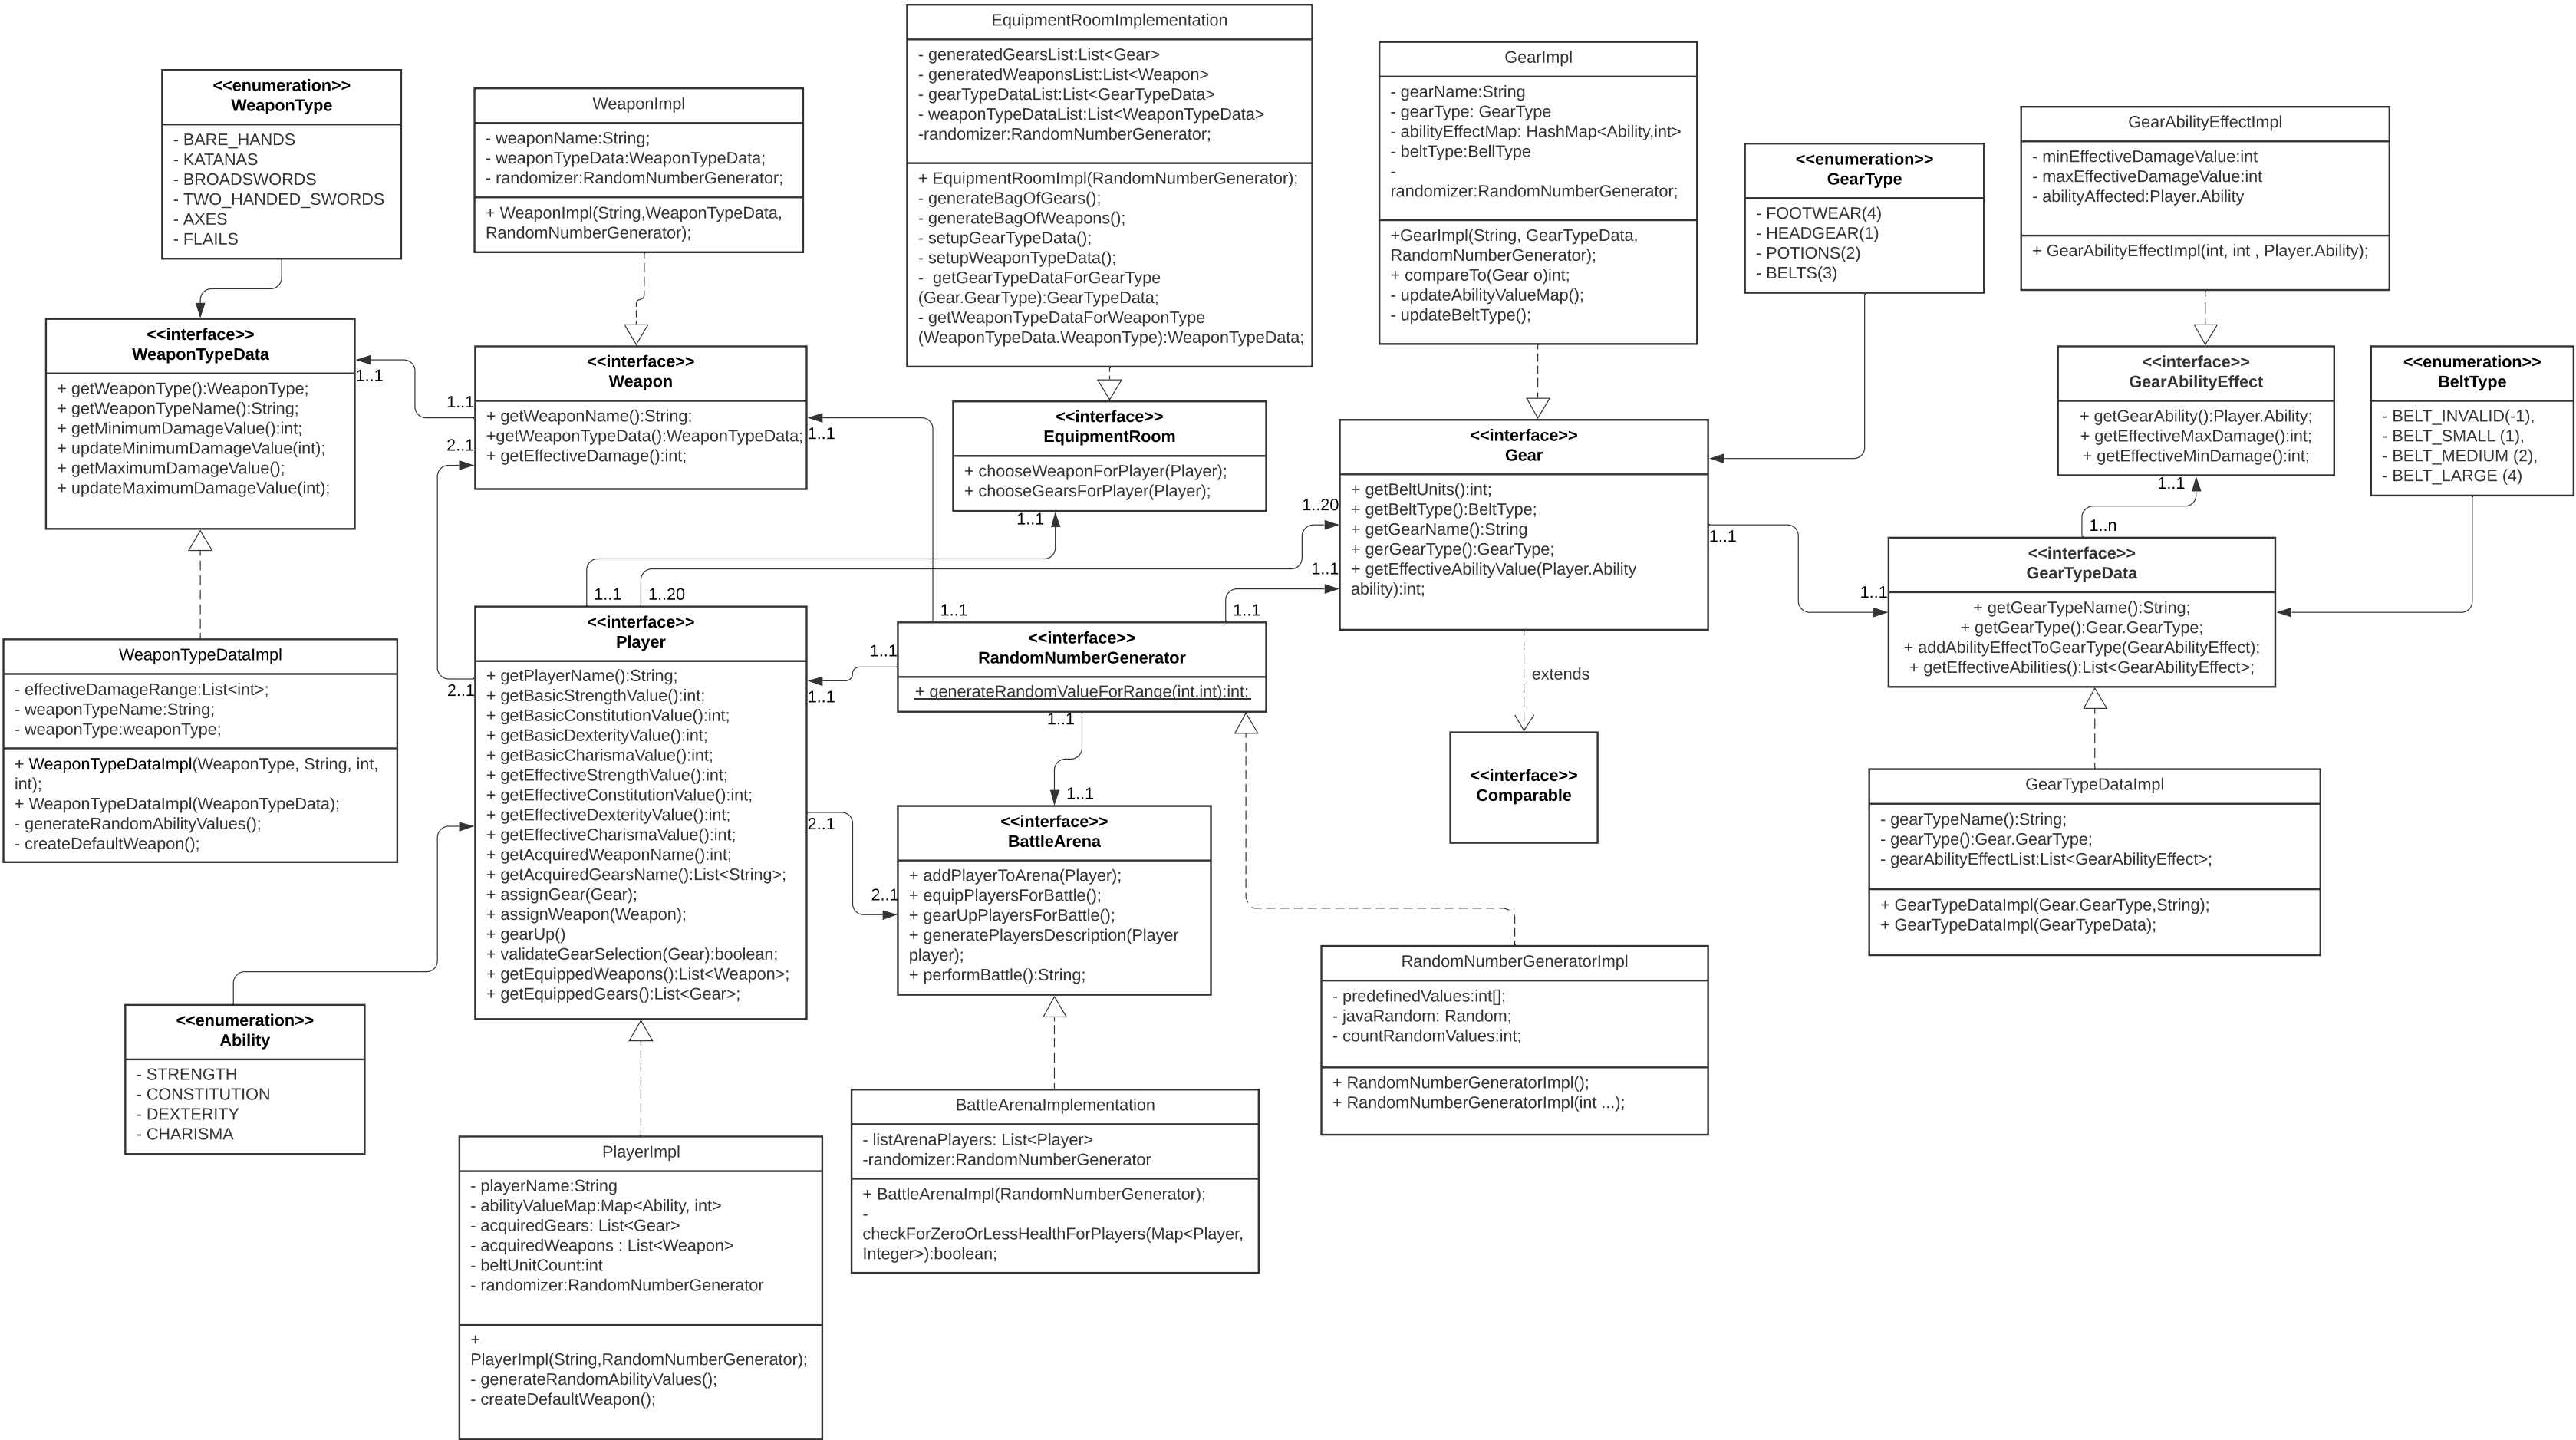 EquipmentRoomImplementation
- generatedGearsList:List<Gear>
- generatedWeaponsList:List<Weapon>
- gearTypeDataList:List<GearTypeData>
- weaponTypeDataList:List<WeaponTypeData>
-randomizer:RandomNumberGenerator;
+ EquipmentRoomImpl(RandomNumberGenerator);
- generateBagOfGears();
- generateBagOfWeapons();
- setupGearTypeData();
- setupWeaponTypeData();
-  getGearTypeDataForGearType
(Gear.GearType):GearTypeData;
- getWeaponTypeDataForWeaponType
(WeaponTypeData.WeaponType):WeaponTypeData;
GearImpl
- gearName:String
- gearType: GearType
- abilityEffectMap: HashMap<Ability,int>
- beltType:BellType
-
randomizer:RandomNumberGenerator;
+GearImpl(String, GearTypeData,
RandomNumberGenerator);
+ compareTo(Gear o)int;
- updateAbilityValueMap();
- updateBeltType();
<<enumeration>>
WeaponType
- BARE_HANDS
- KATANAS
- BROADSWORDS
- TWO_HANDED_SWORDS
- AXES
- FLAILS
WeaponImpl
- weaponName:String;
- weaponTypeData:WeaponTypeData;
- randomizer:RandomNumberGenerator;
+ WeaponImpl(String,WeaponTypeData,
RandomNumberGenerator);
<<enumeration>>
GearType
- FOOTWEAR(4)
- HEADGEAR(1)
- POTIONS(2)
- BELTS(3)
GearAbilityEffectImpl
- minEffectiveDamageValue:int
- maxEffectiveDamageValue:int
- abilityAffected:Player.Ability
+ GearAbilityEffectImpl(int, int , Player.Ability);
<<interface>>
WeaponTypeData
+ getWeaponType():WeaponType;
+ getWeaponTypeName():String;
+ getMinimumDamageValue():int;
+ updateMinimumDamageValue(int);
+ getMaximumDamageValue();
+ updateMaximumDamageValue(int);
1..1
1..1
2..1
<<interface>>
Weapon
+ getWeaponName():String;
+getWeaponTypeData():WeaponTypeData;
+ getEffectiveDamage():int;
1..1
<<interface>>
EquipmentRoom
+ chooseWeaponForPlayer(Player);
+ chooseGearsForPlayer(Player);
1..1
<<interface>>
Gear
+ getBeltUnits():int;
+ getBeltType():BeltType;
+ getGearName():String
+ gerGearType():GearType;
+ getEffectiveAbilityValue(Player.Ability
ability):int;
1..20
1..1
1..1
<<interface>>
GearAbilityEffect
+ getGearAbility():Player.Ability;
+ getEffectiveMaxDamage():int;
+ getEffectiveMinDamage():int;
1..1
<<enumeration>>
BeltType
- BELT_INVALID(-1),
- BELT_SMALL (1),
- BELT_MEDIUM (2),
- BELT_LARGE (4)
1..n
<<interface>>
GearTypeData
+ getGearTypeName():String;
+ getGearType():Gear.GearType;
+ addAbilityEffectToGearType(GearAbilityEffect);
+ getEffectiveAbilities():List<GearAbilityEffect>;
1..1
WeaponTypeDataImpl
- effectiveDamageRange:List<int>;
- weaponTypeName:String;
- weaponType:weaponType;
+ WeaponTypeDataImpl(WeaponType, String, int,
int);
+ WeaponTypeDataImpl(WeaponTypeData);
- generateRandomAbilityValues();
- createDefaultWeapon();
1..1
1..20
2..1
<<interface>>
Player
+ getPlayerName():String;
+ getBasicStrengthValue():int;
+ getBasicConstitutionValue():int;
+ getBasicDexterityValue():int;
+ getBasicCharismaValue():int;
+ getEffectiveStrengthValue():int;
+ getEffectiveConstitutionValue():int;
+ getEffectiveDexterityValue():int;
+ getEffectiveCharismaValue():int;
+ getAcquiredWeaponName():int;
+ getAcquiredGearsName():List<String>;
+ assignGear(Gear);
+ assignWeapon(Weapon);
+ gearUp()
+ validateGearSelection(Gear):boolean;
+ getEquippedWeapons():List<Weapon>;
+ getEquippedGears():List<Gear>;
1..1
1..1
1..1
1..1
<<interface>>
RandomNumberGenerator
+ generateRandomValueForRange(int.int):int;
1..1
1..1
2..1
2..1
<<interface>>
BattleArena
+ addPlayerToArena(Player);
+ equipPlayersForBattle();
+ gearUpPlayersForBattle();
+ generatePlayersDescription(Player
player);
+ performBattle():String;
extends
<<interface>>
Comparable
GearTypeDataImpl
- gearTypeName():String;
- gearType():Gear.GearType;
- gearAbilityEffectList:List<GearAbilityEffect>;
+ GearTypeDataImpl(Gear.GearType,String);
+ GearTypeDataImpl(GearTypeData);
<<enumeration>>
Ability
- STRENGTH
- CONSTITUTION
- DEXTERITY
- CHARISMA
RandomNumberGeneratorImpl
- predefinedValues:int[];
- javaRandom: Random;
- countRandomValues:int;
+ RandomNumberGeneratorImpl();
+ RandomNumberGeneratorImpl(int ...);
PlayerImpl
- playerName:String
- abilityValueMap:Map<Ability, int>
- acquiredGears: List<Gear>
- acquiredWeapons : List<Weapon>
- beltUnitCount:int
- randomizer:RandomNumberGenerator
+
PlayerImpl(String,RandomNumberGenerator);
- generateRandomAbilityValues();
- createDefaultWeapon();
BattleArenaImplementation
- listArenaPlayers: List<Player>
-randomizer:RandomNumberGenerator
+ BattleArenaImpl(RandomNumberGenerator);
-
checkForZeroOrLessHealthForPlayers(Map<Player,
Integer>):boolean;